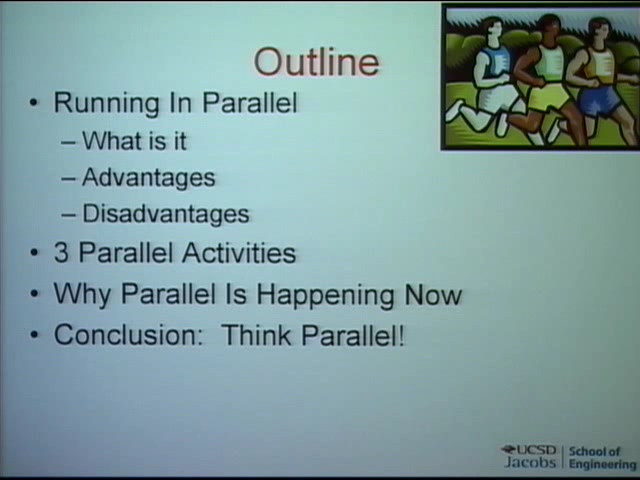 Outline
• Running In Parallel
– What is it
– Advantages
– Disadvantages
• 3 Parallel Activities
• Why Parallel Is Happening Now
• Conclusion: Think Parallel!
UCSD
Jacobs
School of
Engineering